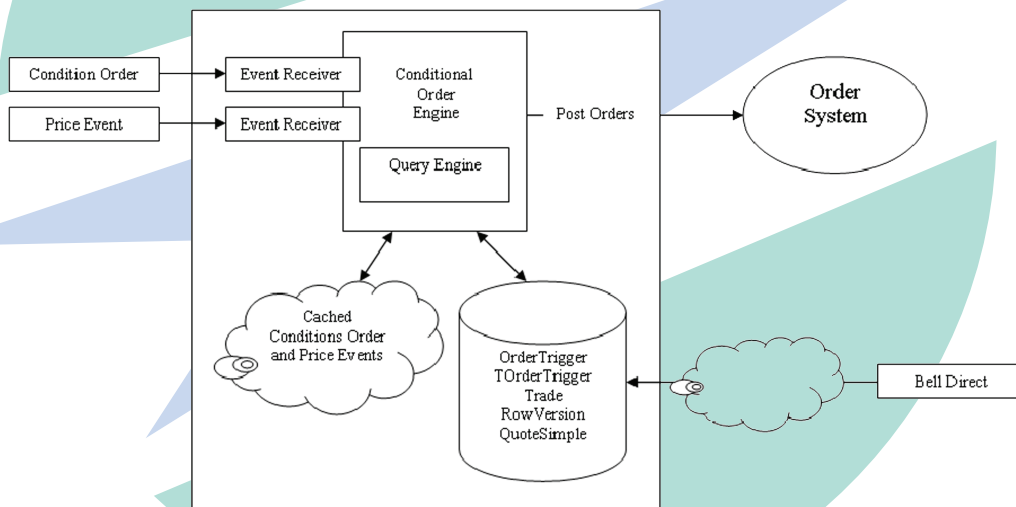 Condition Order
Event Receiver
Conditional
Order
Engine
Price Event
Event Receiver
Post Orders
Order
System
Query Engine
Cached
Conditions Order
and Price Events
OrderTrigger
TOrderTrigger
Trade
RowVersion
QuoteSimple
Bell Direct